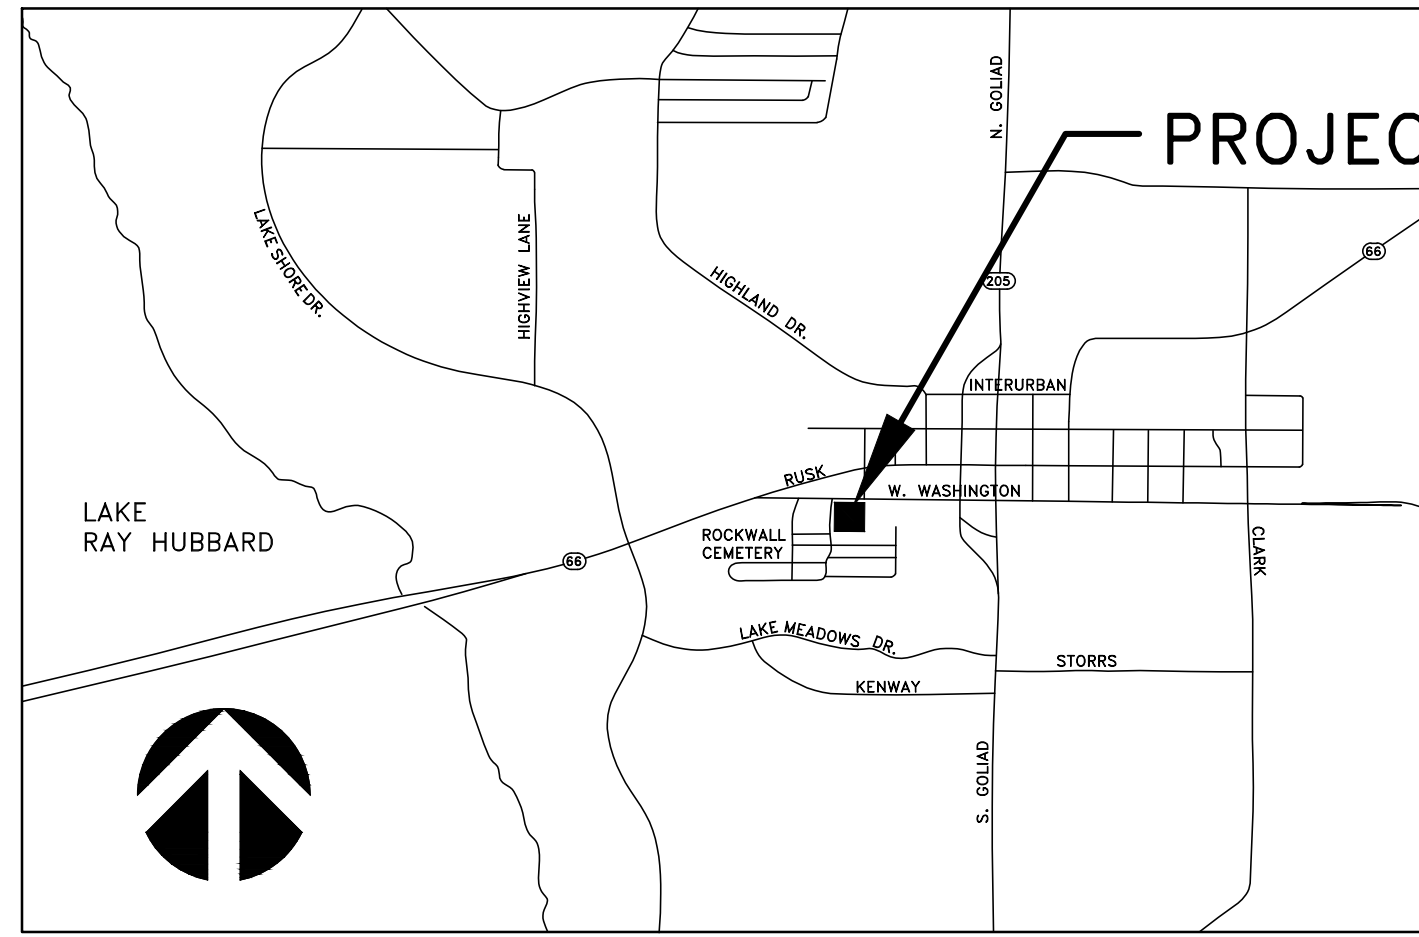 N. GOLIAD
PROJEC
LAKE SHORE DR.
HIGHVIEW LANE
HIGHLAND DR.
66
205
INTERURBAN
RUSK
W. WASHINGTON
LAKE
RAY HUBBARD
ROCKWALL
CEMETERY
66
CLARK
LAKE MEADOWS DR.
STORRS
KENWAY
S. GOLIAD